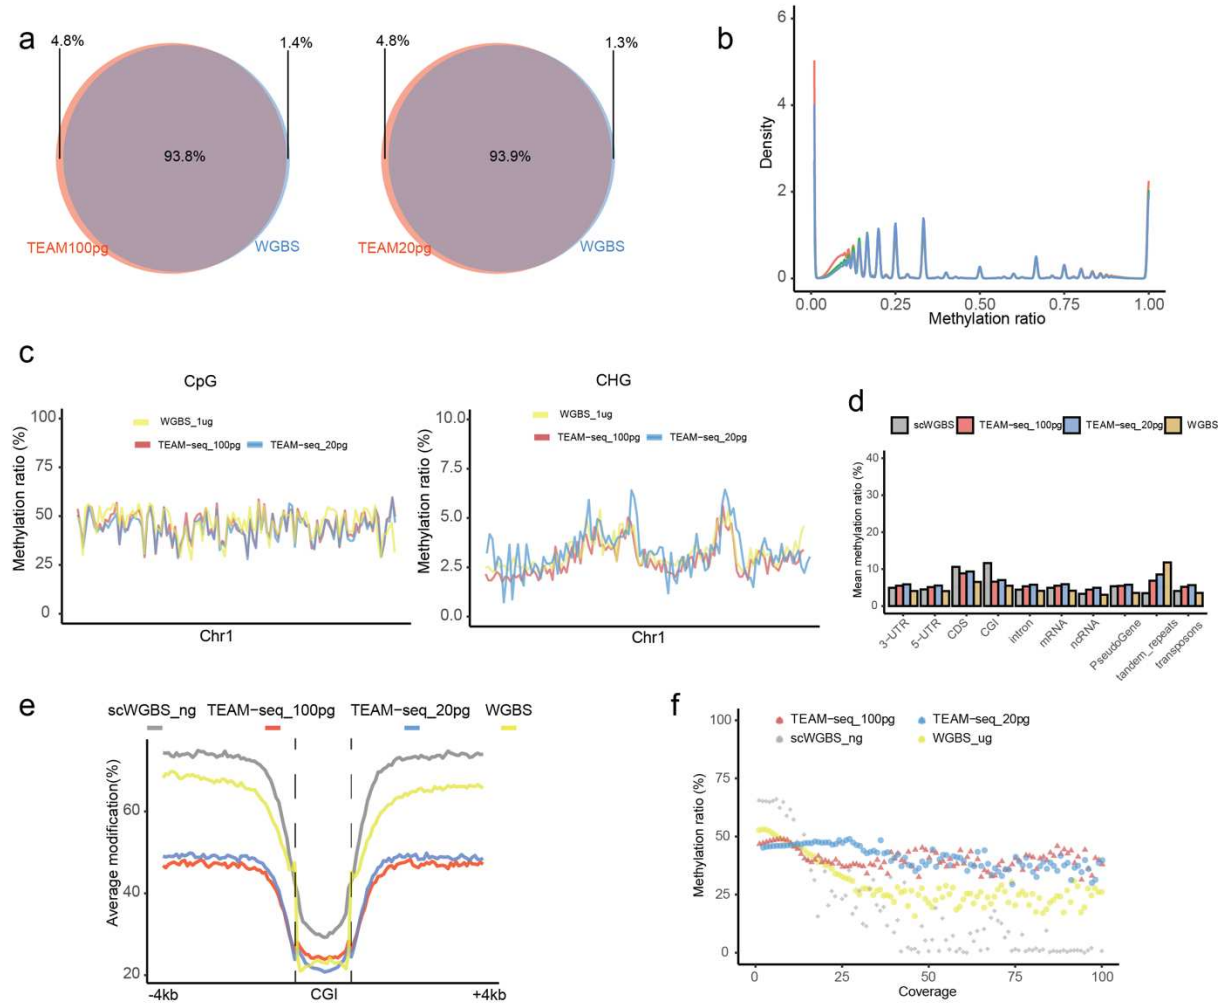 a
4.8%
1.4%
93.8%
TEAM100pg
WGBS
4.8%
1.3%
93.9%
TEAM20pg
WGBS
b
6
4
2
0
Density
0.00 0.25 0.50 0.75 1.00
Methylation ratio
c
CpG
WGBS_1ug
TEAM-seq_100pg TEAM-seq_20pg
100
75
50
25
0
Methylation ratio (%)
Chr1
CHG
WGBS_1ug
TEAM-seq_100pg TEAM-seq_20pg
10.0
7.5
5.0
2.5
0.0
Methylation ratio (%)
Chr1
d
scWGBS TEAM-seq_100pg TEAM-seq_20pg WGBS
40
30
20
10
0
Mean methylation ratio (%)
3-UTR
5-UTR
CDS
CGI
intron
mRNA
ncRNA
PseudoGene
tandem_repeats
transposons
e
scWGBS_ng TEAM-seq_100pg TEAM-seq_20pg WGBS
60
40
20
Average modification(%)
-4kb CGI +4kb
f
TEAM-seq_100pg TEAM-seq_20pg
scWGBS_ng WGBS_ug
100
75
50
25
0
Methylation ratio (%)
0 25 50 75 100
Coverage